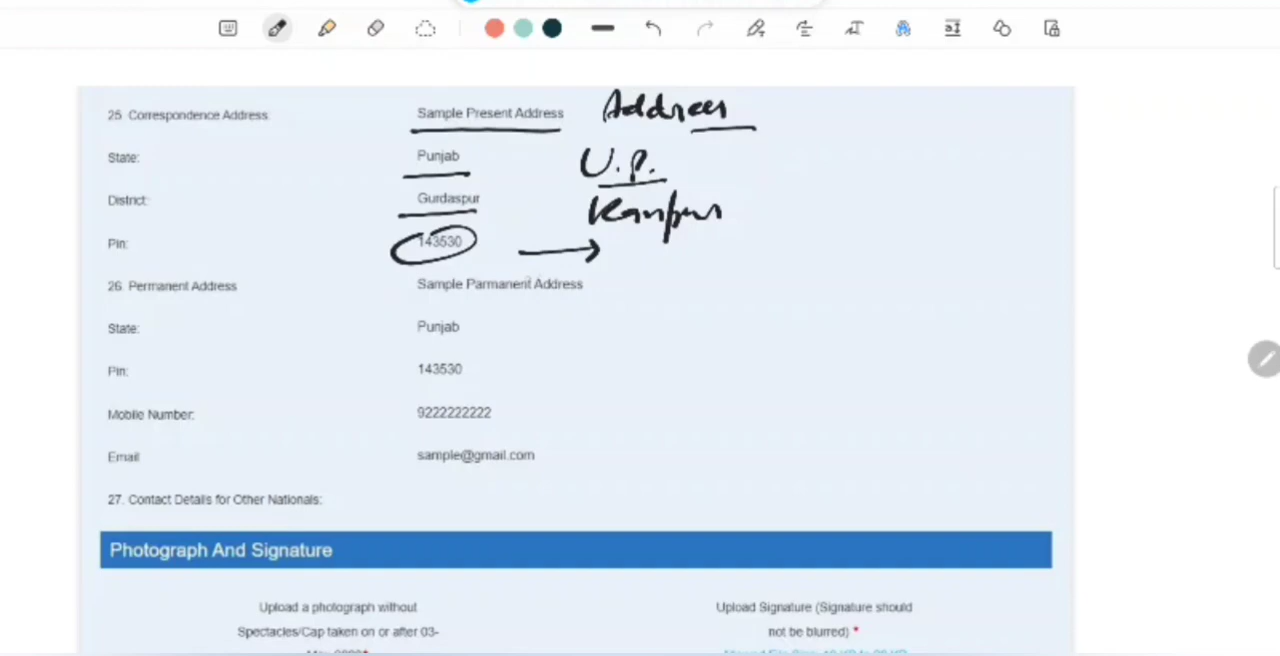 25 Correspondence Address Sample Present Address Address
State: Punjab U.P.
District: Gurdaspur Kanpur
Pin: 143530
26 Permanent Address Sample Parmanent Address
State: Punjab
Pin: 143530
Mobile Number: 9222222222
Email sample@gmail.com
27. Contact Details for Other Nationals:
Photograph And Signature
Upload a photograph without Upload Signature (Signature should
Spectacles/Cap taken on or after 03- not be blurred) *